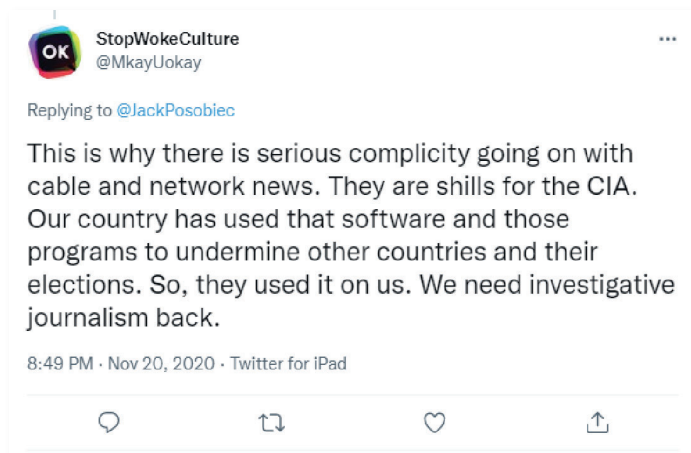 OK
StopWokeCulture
@MkayUokay
Replying to @JackPosobiec
This is why there is serious complicity going on with
cable and network news. They are shills for the CIA.
Our country has used that software and those
programs to undermine other countries and their
elections. So, they used it on us. We need investigative
journalism back.
8:49 PM · Nov 20, 2020 · Twitter for iPad